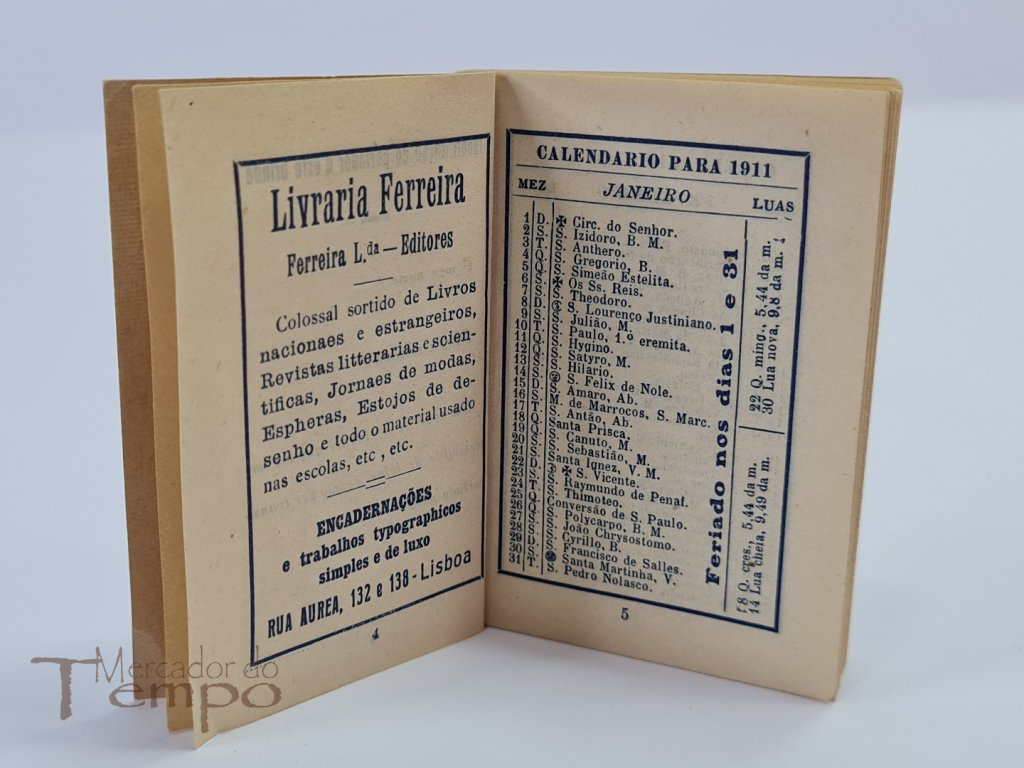 Livraria Ferreira
Ferreira L.da — Editores
Colossal sortido de Livros
nacionaes e estrangeiros,
Revistas litterarias e scien-
tificas, Jornaes de modas,
Espheras, Estojos de de-
senho e todo o material usado
nas escolas, etc , etc.
ENCADERNAÇÕES
e trabalhos typographicos
simples e de luxo
RUA AUREA, 132 e 138 - Lisboa
4
CALENDARIO PARA 1911
MEZ JANEIRO LUAS
1 D. ✠ Circ. do Senhor.
2 S. S. Izidoro, B. M.
3 T. S. Anthero.
4 Q. S. Gregorio, B.
5 Q. S. Simeão Estelita.
6 S. ✠ Os Ss. Reis.
7 S. S. Theodoro.
8 D. S. Lourenço Justiniano.
9 S. S. Julião, M.
10 T. S. Paulo, 1.º eremita.
11 Q. S. Hygino.
12 Q. S. Satyro, M.
13 S. S. Hilario.
14 S. S. Felix de Nole.
15 D. S. Amaro, Ab.
16 S. M. de Marrocos, S. Marc.
17 T. S. Antão, Ab.
18 Q. Santa Prisca.
19 Q. S. Canuto, M.
20 S. S. Sebastião, M.
21 S. Santa Ignez, V. M.
22 D. ✠ S. Vicente.
23 S. S. Raymundo de Penaf.
24 T. S. Thimoteo.
25 Q. Conversão de S. Paulo.
26 Q. S. Polycarpo, B. M.
27 S. S. João Chrysostomo.
28 S. S. Cyrillo, B.
29 D. S. Francisco de Salles.
30 S. Santa Martinha, V.
31 T. S. Pedro Nolasco.
Feriado nos dias 1 e 31
8 Q. cres., 5,44 da m.
14 Lua cheia, 9,49 da m.
22 Q. ming., 5,44 da m.
30 Lua nova, 9,8 da m.
5
Mercador do
Tempo